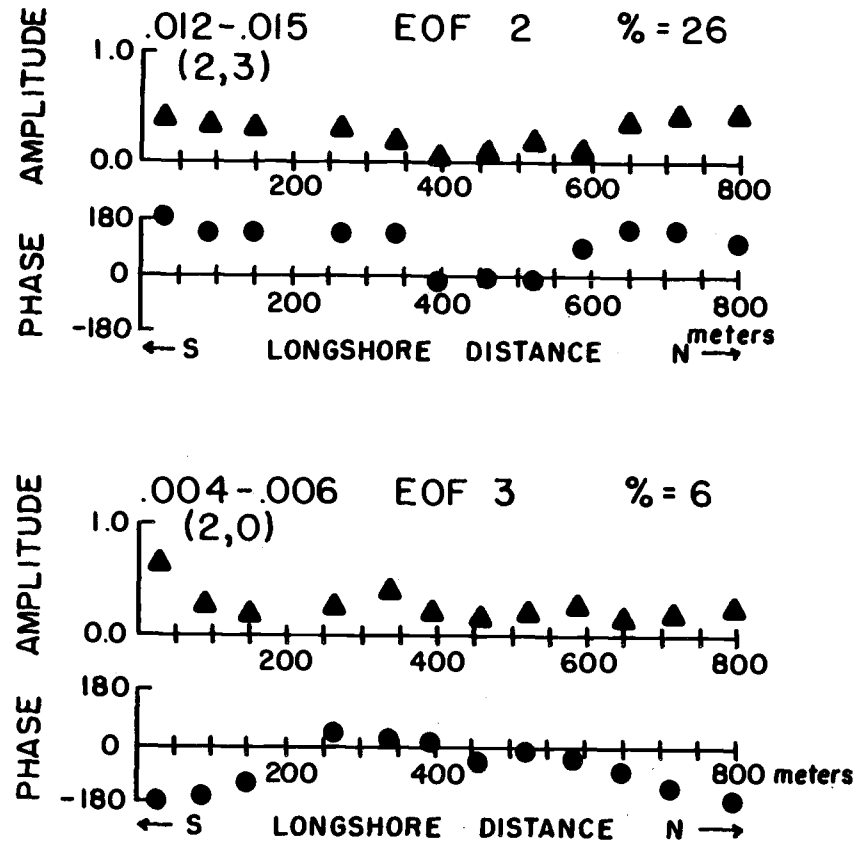 .012-.015 EOF 2 % = 26
(2,3)
AMPLITUDE
1.0
0.0
200 400 600 800
PHASE
180
0
-180
200 400 600 800
meters
← S LONGSHORE DISTANCE N →
.004-.006 EOF 3 % = 6
(2,0)
AMPLITUDE
1.0
0.0
200 400 600 800
PHASE
180
0
-180
200 400 600 800 meters
← S LONGSHORE DISTANCE N →